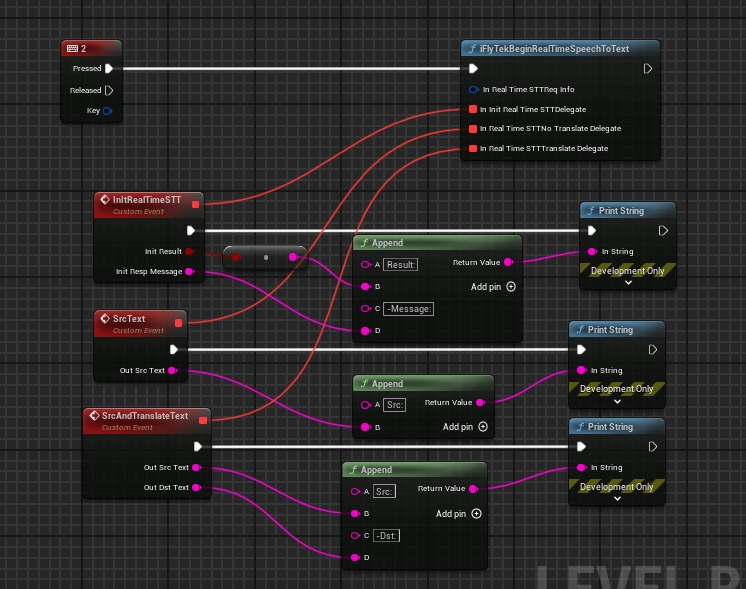 2
Pressed
Released
Key
iFlyTekBeginRealTimeSpeechToText
In Real Time STTReq Info
In Init Real Time STTDelegate
In Real Time STTNo Translate Delegate
In Real Time STTTranslate Delegate
InItRealTimeSTT
Custom Event
Init Result
Init Resp Message
Append
A Result:
Return Value
B
Add pin
C -Message:
D
Print String
In String
Development Only
SrcText
Custom Event
Out Src Text
Append
A Src:
Return Value
B
Add pin
Print String
In String
Development Only
SrcAndTranslateText
Custom Event
Out Src Text
Out Dst Text
Append
A Src:
Return Value
B
Add pin
C -Dst:
D
Print String
In String
Development Only